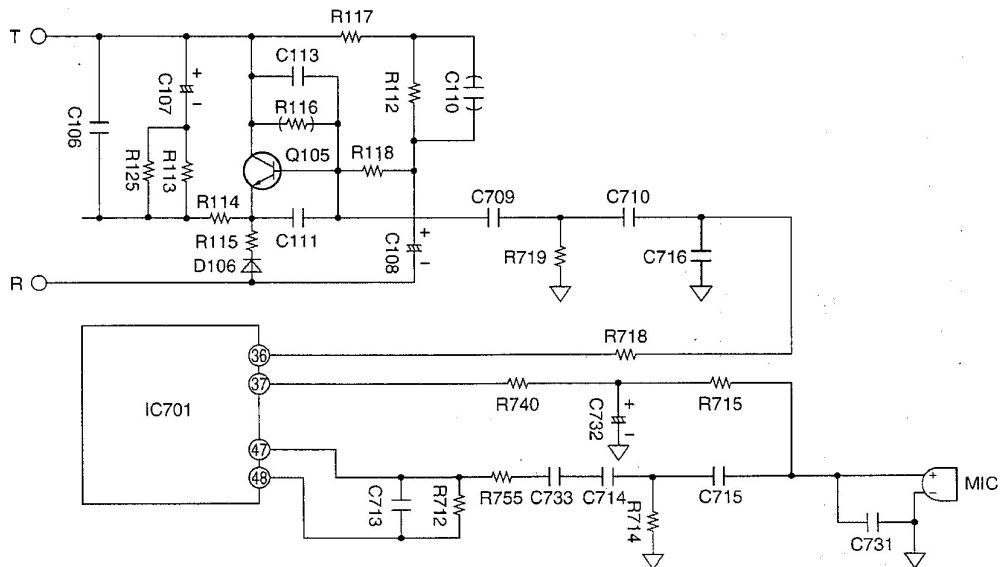 R117
T
C113
C107
+
-
R112
C110
R116
C106
Q105
R118
R125
R113
C709
C710
R114
R115
C111
C108
+
-
R719
C716
D106
R
R718
36
37
IC701
R740
C732
+
-
R715
47
48
C713
R712
R755
C733
C714
R714
C715
+
-
MIC
C731